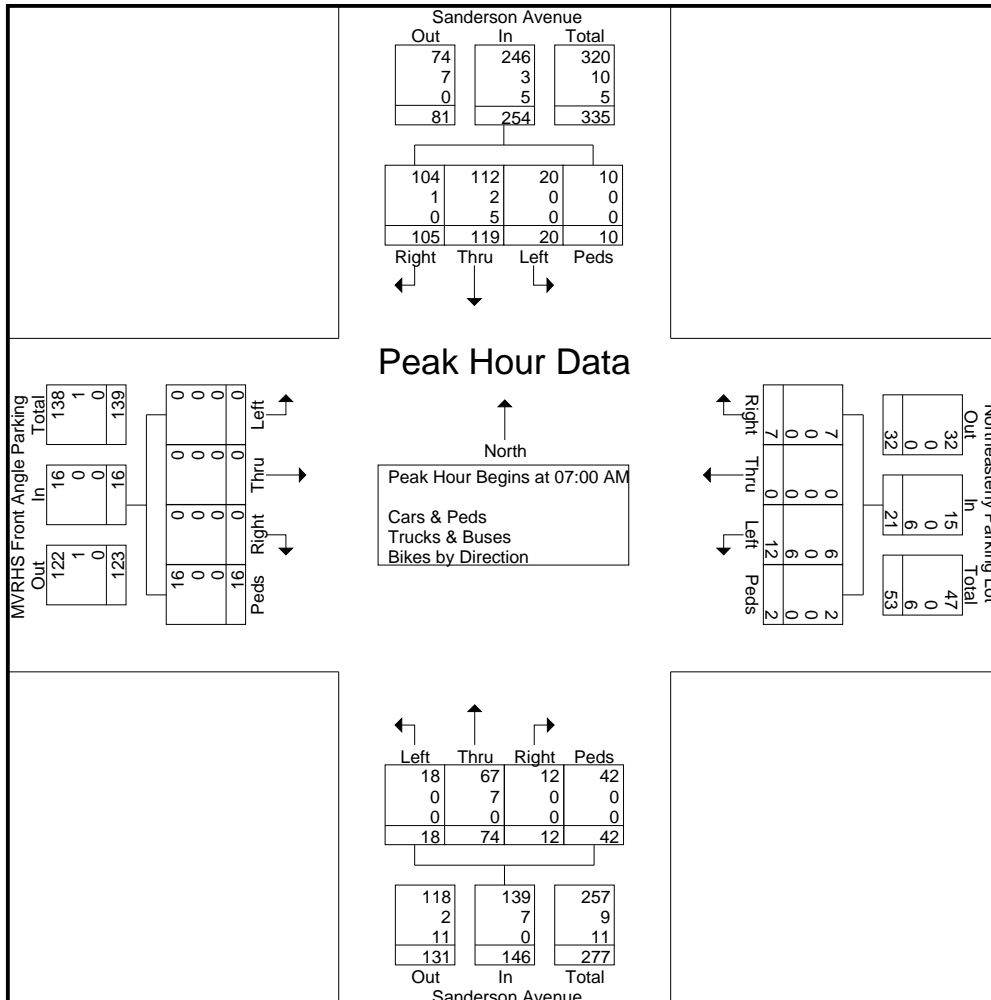 Sanderson Avenue
Out In Total
74 246 320
7 3 10
0 5 5
81 254 335
104 112 20 10
1 2 0 0
0 5 0 0
105 119 20 10
Right Thru Left Peds
MVRHS Front Angle Parking
Out In Total
122 16 138
1 0 1
0 0 0
123 16 139
16 0 0 0
0 0 0 0
0 0 0 0
16 0 0 0
Peds Right Thru Left
Peak Hour Data
North
Peak Hour Begins at 07:00 AM
Cars & Peds
Trucks & Buses
Bikes by Direction
Northeasterly Parking Lot
Out In Total
32 15 47
0 0 0
0 6 6
32 21 53
7 0 6 2
0 0 0 0
0 0 6 0
7 0 12 2
Right Thru Left Peds
Left Thru Right Peds
18 67 12 42
0 7 0 0
0 0 0 0
18 74 12 42
118 139 257
2 7 9
11 0 11
131 146 277
Out In Total
Sanderson Avenue